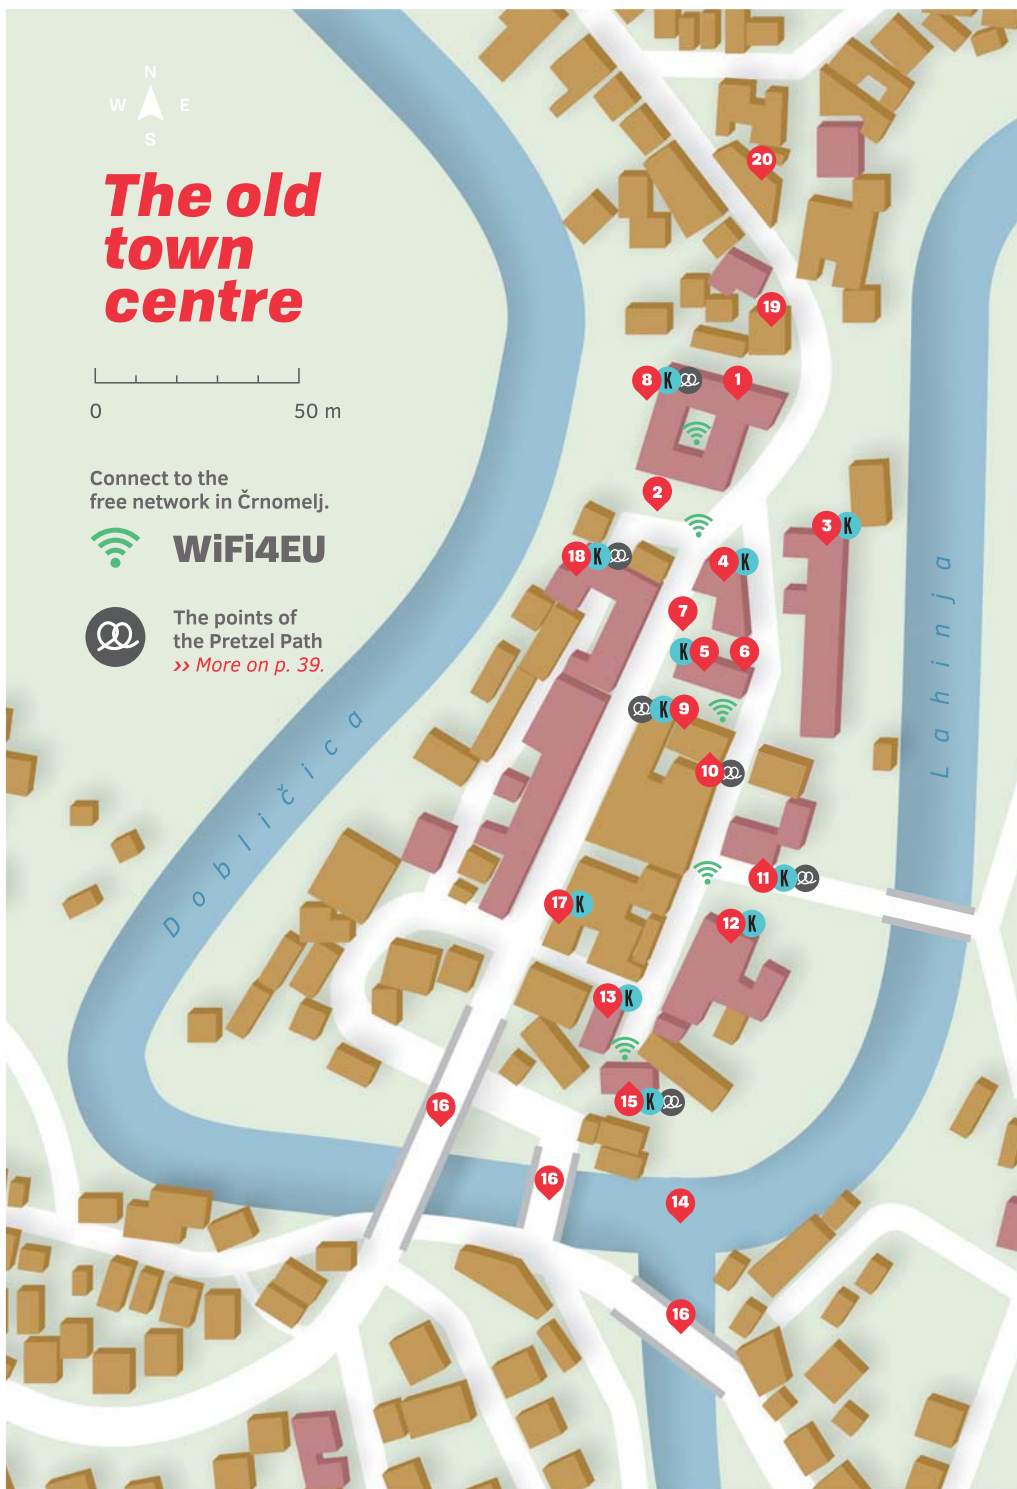 N
W E
S
The old
town
centre
0 50 m
Connect to the
free network in Črnomelj.
WiFi4EU
The points of
the Pretzel Path
›› More on p. 39.
20
19
8 K 1
2
3 K
18 K
4 K
7
K 5 6
K 9
10
11 K
17 K
12 K
13 K
15 K
16
16
14
16
Dobličica
Lahinja